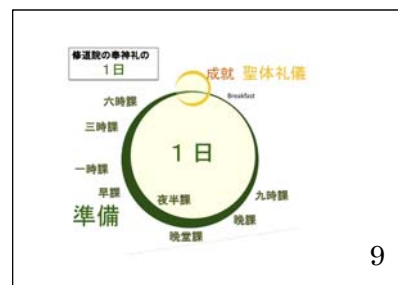 修道院の奉神礼の
１日
成就 聖体礼儀
Breakfast
六時課
三時課
１日
一時課
早課
夜半課
九時課
準備
晩課
晩堂課
9